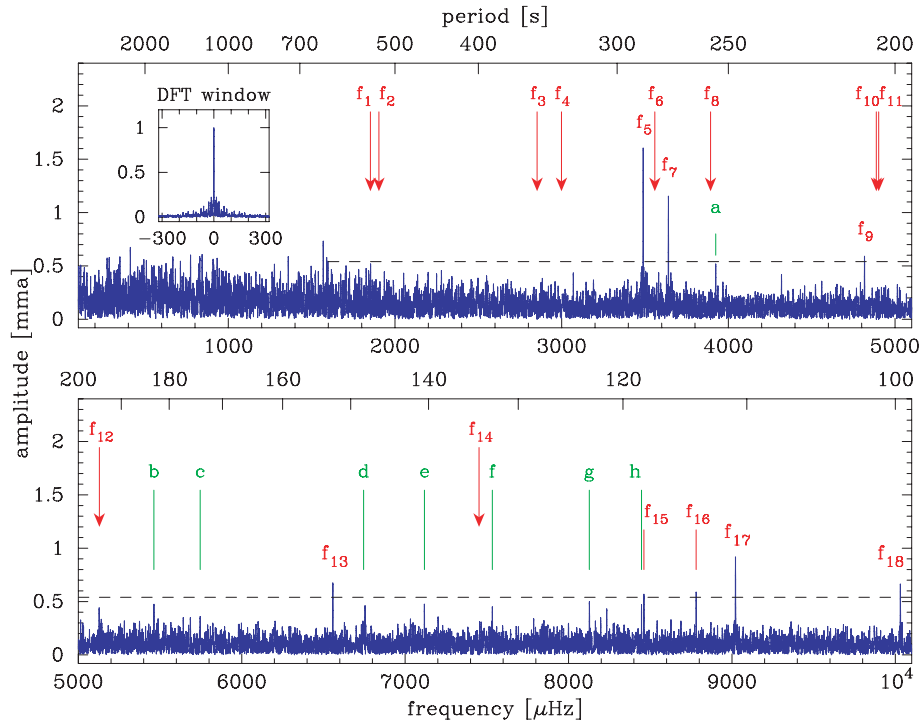 period [s]
2000 1000 700 500 400 300 250 200
DFT window
1
0.5
0
−300 0 300
f1 f2 f3 f4 f5 f6 f7 f8 a f9 f10 f11
2
1.5
1
0.5
0
1000 2000 3000 4000 5000
amplitude [mma]
200 180 160 140 120 100
f12 b c f13 d e f14 f g h f15 f16 f17 f18
2
1.5
1
0.5
0
5000 6000 7000 8000 9000 10⁴
frequency [μHz]